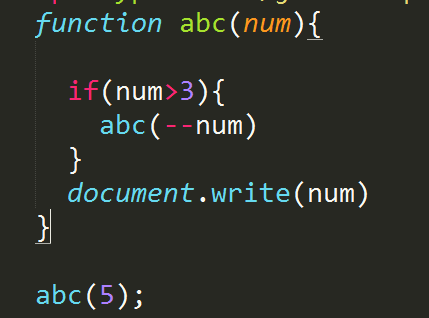 function abc(num){
if(num>3){
abc(--num)
}
document.write(num)
}
abc(5);